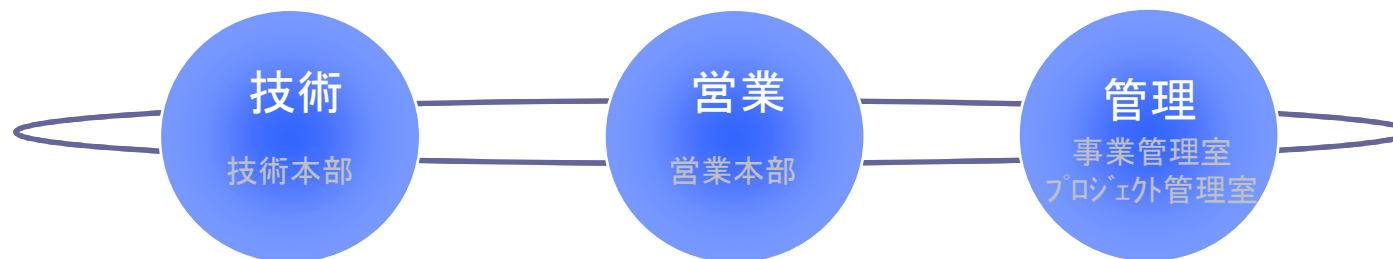 技術
技術本部
営業
営業本部
管理
事業管理室
ﾌﾟﾛｼﾞｪｸﾄ管理室